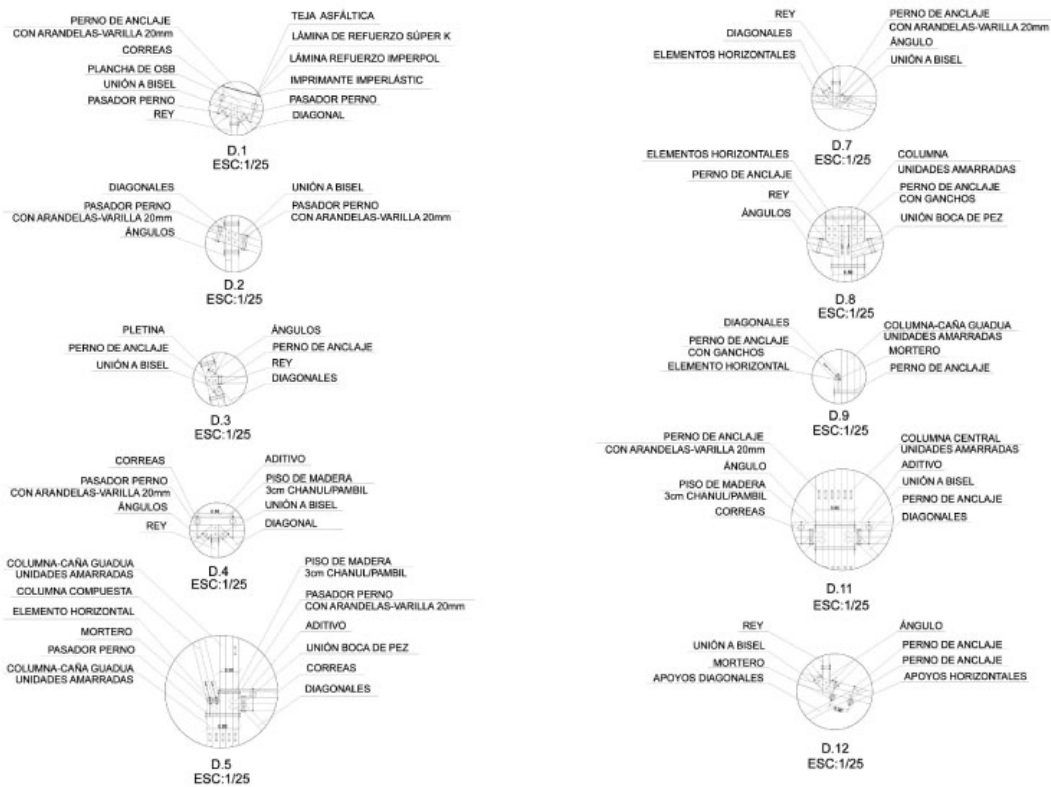 PERNO DE ANCLAJE
CON ARANDELAS-VARILLA 20mm
CORREAS
PLANCHA DE OSB
UNIÓN A BISEL
PASADOR PERNO
REY
TEJA ASFÁLTICA
LÁMINA DE REFUERZO SÚPER K
LÁMINA REFUERZO IMPERPOL
IMPRIMANTE IMPERLÁSTIC
PASADOR PERNO
DIAGONAL
D.1
ESC:1/25
DIAGONALES
PASADOR PERNO
CON ARANDELAS-VARILLA 20mm
ÁNGULOS
UNIÓN A BISEL
PASADOR PERNO
CON ARANDELAS-VARILLA 20mm
D.2
ESC:1/25
PLETINA
PERNO DE ANCLAJE
UNIÓN A BISEL
ÁNGULOS
PERNO DE ANCLAJE
REY
DIAGONALES
D.3
ESC:1/25
CORREAS
PASADOR PERNO
CON ARANDELAS-VARILLA 20mm
ÁNGULOS
REY
ADITIVO
PISO DE MADERA
3cm CHANUL/PAMBIL
UNIÓN A BISEL
DIAGONAL
D.4
ESC:1/25
COLUMNA-CAÑA GUADUA
UNIDADES AMARRADAS
COLUMNA COMPUESTA
ELEMENTO HORIZONTAL
MORTERO
PASADOR PERNO
COLUMNA-CAÑA GUADUA
UNIDADES AMARRADAS
PISO DE MADERA
3cm CHANUL/PAMBIL
PASADOR PERNO
CON ARANDELAS-VARILLA 20mm
ADITIVO
UNIÓN BOCA DE PEZ
CORREAS
DIAGONALES
D.5
ESC:1/25
REY
DIAGONALES
ELEMENTOS HORIZONTALES
PERNO DE ANCLAJE
CON ARANDELAS-VARILLA 20mm
ÁNGULO
UNIÓN A BISEL
D.7
ESC:1/25
ELEMENTOS HORIZONTALES
PERNO DE ANCLAJE
REY
ÁNGULOS
COLUMNA
UNIDADES AMARRADAS
PERNO DE ANCLAJE
CON GANCHOS
UNIÓN BOCA DE PEZ
D.8
ESC:1/25
DIAGONALES
PERNO DE ANCLAJE
CON GANCHOS
ELEMENTO HORIZONTAL
COLUMNA-CAÑA GUADUA
UNIDADES AMARRADAS
MORTERO
PERNO DE ANCLAJE
D.9
ESC:1/25
PERNO DE ANCLAJE
CON ARANDELAS-VARILLA 20mm
ÁNGULO
PISO DE MADERA
3cm CHANUL/PAMBIL
CORREAS
COLUMNA CENTRAL
UNIDADES AMARRADAS
ADITIVO
UNIÓN A BISEL
PERNO DE ANCLAJE
DIAGONALES
D.11
ESC:1/25
REY
UNIÓN A BISEL
MORTERO
APOYOS DIAGONALES
ÁNGULO
PERNO DE ANCLAJE
PERNO DE ANCLAJE
APOYOS HORIZONTALES
D.12
ESC:1/25